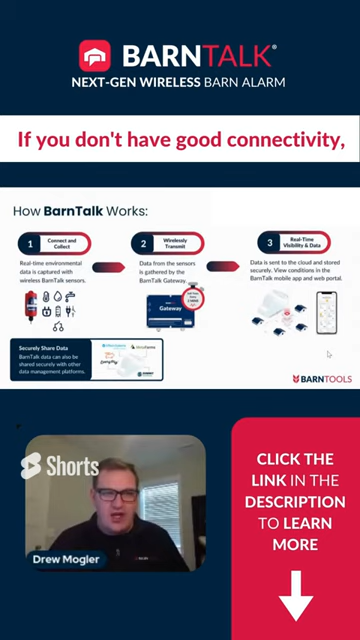 BARNTALK®
NEXT-GEN WIRELESS BARN ALARM
If you don't have good connectivity,
How BarnTalk Works:
1
Connect and
Collect
Real-time environmental
data is captured with
wireless BarnTalk sensors.
2
Wirelessly
Transmit
Data from the sensors
is gathered by the
BarnTalk Gateway.
Gateway
3
Real-Time
Visibility & Data
Data is sent to the cloud and stored
securely. View conditions in the
BarnTalk mobile app and web portal.
Securely Share Data
BarnTalk data can also be
shared securely with other
data management platforms.
BARNTOOLS
Shorts
Drew Mogler
CLICK THE
LINK IN THE
DESCRIPTION
TO LEARN
MORE